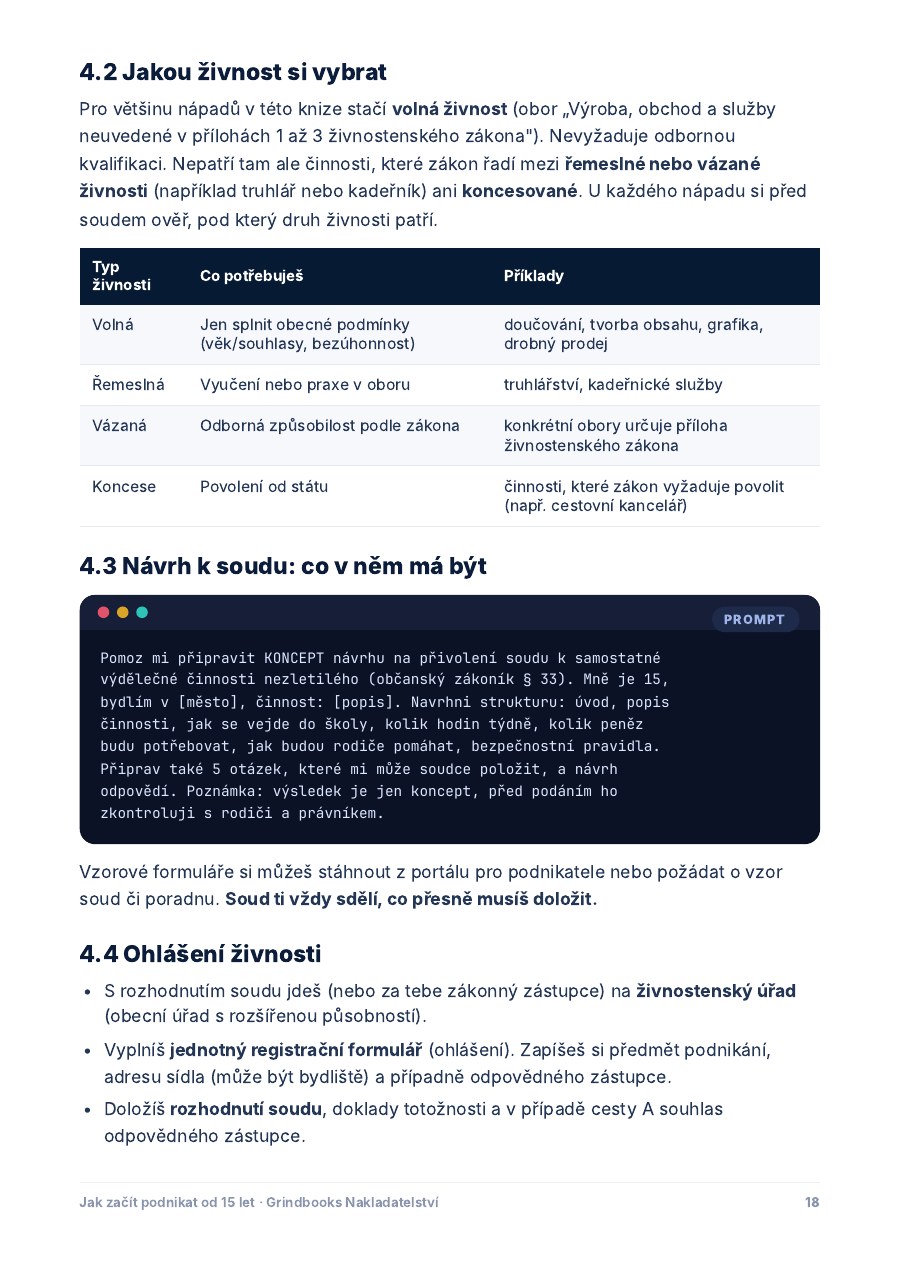 4.2 Jakou živnost si vybrat
Pro většinu nápadů v této knize stačí volná živnost (obor „Výroba, obchod a služby
neuvedené v přílohách 1 až 3 živnostenského zákona"). Nevyžaduje odbornou
kvalifikaci. Nepatří tam ale činnosti, které zákon řadí mezi řemeslné nebo vázané
živnosti (například truhlář nebo kadeřník) ani koncesované. U každého nápadu si před
soudem ověř, pod který druh živnosti patří.
Typ
živnosti
Co potřebuješ
Příklady
Volná
Jen splnit obecné podmínky
(věk/souhlasy, bezúhonnost)
doučování, tvorba obsahu, grafika,
drobný prodej
Řemeslná
Vyučení nebo praxe v oboru
truhlářství, kadeřnické služby
Vázaná
Odborná způsobilost podle zákona
konkrétní obory určuje příloha
živnostenského zákona
Koncese
Povolení od státu
činnosti, které zákon vyžaduje povolit
(např. cestovní kancelář)
4.3 Návrh k soudu: co v něm má být
PROMPT
Pomoz mi připravit KONCEPT návrhu na přivolení soudu k samostatné
výdělečné činnosti nezletilého (občanský zákoník § 33). Mně je 15,
bydlím v [město], činnost: [popis]. Navrhni strukturu: úvod, popis
činnosti, jak se vejde do školy, kolik hodin týdně, kolik peněz
budu potřebovat, jak budou rodiče pomáhat, bezpečnostní pravidla.
Připrav také 5 otázek, které mi může soudce položit, a návrh
odpovědí. Poznámka: výsledek je jen koncept, před podáním ho
zkontroluji s rodiči a právníkem.
Vzorové formuláře si můžeš stáhnout z portálu pro podnikatele nebo požádat o vzor
soud či poradnu. Soud ti vždy sdělí, co přesně musíš doložit.
4.4 Ohlášení živnosti
• S rozhodnutím soudu jdeš (nebo za tebe zákonný zástupce) na živnostenský úřad
(obecní úřad s rozšířenou působností).
• Vyplníš jednotný registrační formulář (ohlášení). Zapíšeš si předmět podnikání,
adresu sídla (může být bydliště) a případně odpovědného zástupce.
• Doložíš rozhodnutí soudu, doklady totožnosti a v případě cesty A souhlas
odpovědného zástupce.
Jak začít podnikat od 15 let · Grindbooks Nakladatelství
18